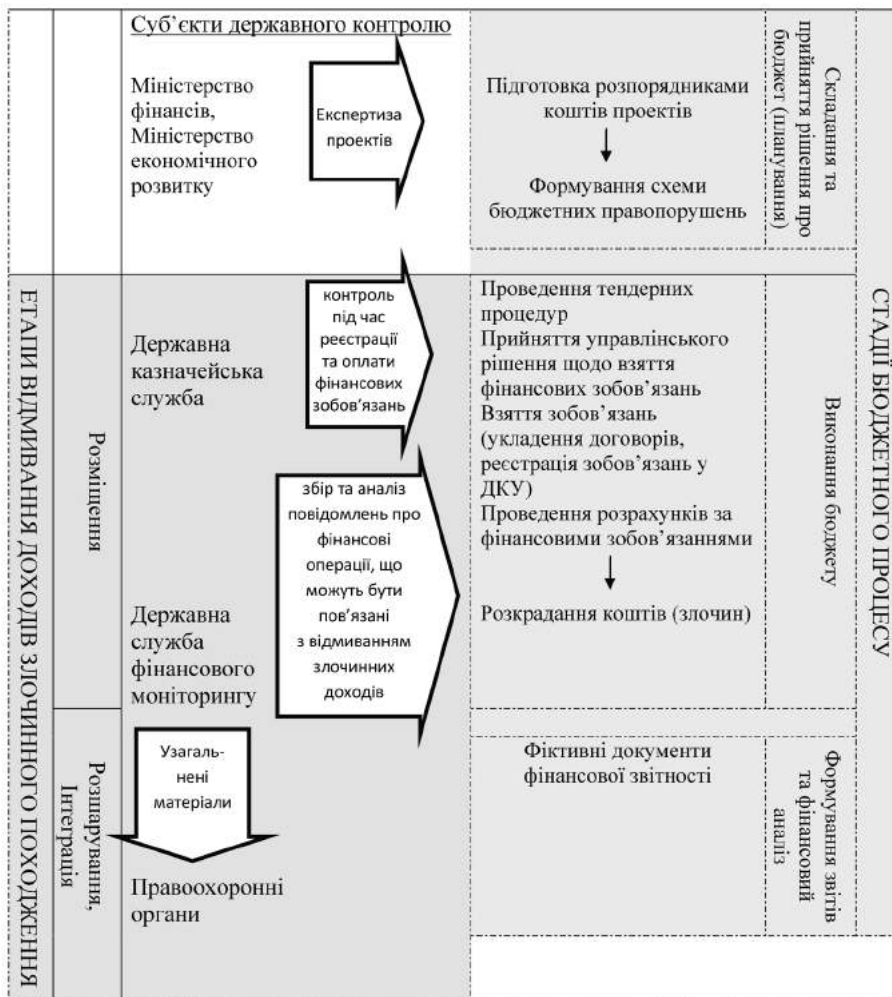 Суб’єкти державного контролю
Міністерство
фінансів,
Міністерство
економічного
розвитку
Експертиза
проектів
Підготовка розпорядниками
коштів проектів
Формування схеми
бюджетних правопорушень
Складання та
прийняття рішення про
бюджет (планування)
ЕТАПИ ВІДМИВАННЯ ДОХОДІВ ЗЛОЧИННОГО ПОХОДЖЕННЯ
Розміщення
Державна
казначейська
служба
контроль
під час
реєстрації
та оплати
фінансових
зобов’язань
Державна
служба
фінансового
моніторингу
збір та аналіз
повідомлень про
фінансові
операції, що
можуть бути
пов’язані
з відмиванням
злочинних
доходів
Проведення тендерних
процедур
Прийняття управлінського
рішення щодо взяття
фінансових зобов’язань
Взяття зобов’язань
(укладення договорів,
реєстрація зобов’язань у
ДКУ)
Проведення розрахунків за
фінансовими зобов’язаннями
Розкрадання коштів (злочин)
Виконання бюджету
СТАДІЇ БЮДЖЕТНОГО ПРОЦЕСУ
Розшарування,
Інтеграція
Узагаль-
нені
матеріали
Правоохоронні
органи
Фіктивні документи
фінансової звітності
Формування звітів
та фінансовий
аналіз